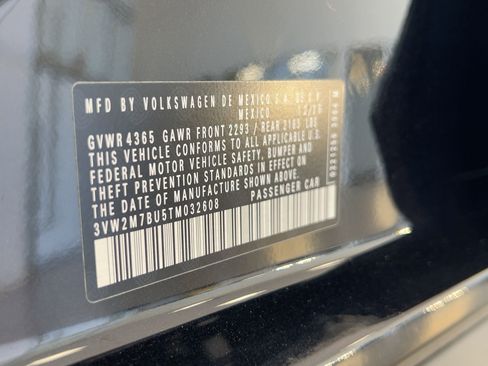 MFD BY VOLKSWAGEN DE MEXICO S.A. DE C.V.
MEXICO
GVWR 4365 GAWR FRONT 2293 / REAR 2183 LBS
THIS VEHICLE CONFORMS TO ALL APPLICABLE U.S.
FEDERAL MOTOR VEHICLE SAFETY, BUMPER AND
THEFT PREVENTION STANDARDS IN EFFECT ON
THE DATE OF MANUFACTURE SHOWN ABOVE.
3VW2M7BU5TM032608 PASSENGER CAR